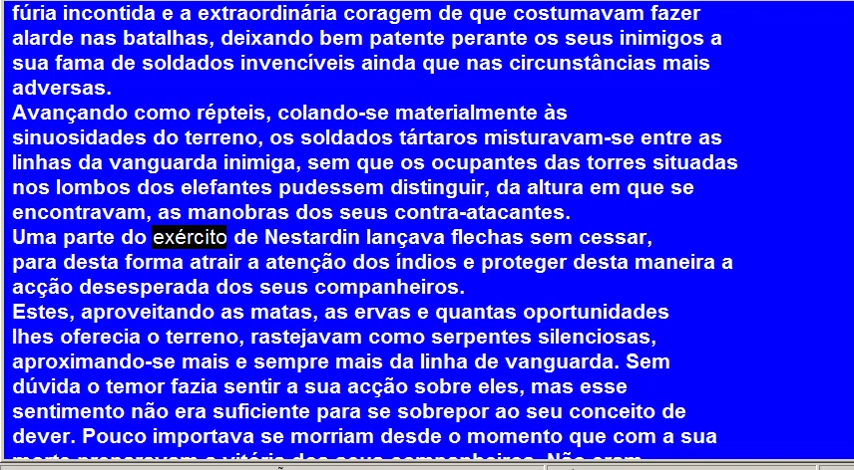 fúria incontida e a extraordinária coragem de que costumavam fazer
alarde nas batalhas, deixando bem patente perante os seus inimigos a
sua fama de soldados invencíveis ainda que nas circunstâncias mais
adversas.
Avançando como répteis, colando-se materialmente às
sinuosidades do terreno, os soldados tártaros misturavam-se entre as
linhas da vanguarda inimiga, sem que os ocupantes das torres situadas
nos lombos dos elefantes pudessem distinguir, da altura em que se
encontravam, as manobras dos seus contra-atacantes.
Uma parte do exército de Nestardin lançava flechas sem cessar,
para desta forma atrair a atenção dos índios e proteger desta maneira a
acção desesperada dos seus companheiros.
Estes, aproveitando as matas, as ervas e quantas oportunidades
lhes oferecia o terreno, rastejavam como serpentes silenciosas,
aproximando-se mais e sempre mais da linha de vanguarda. Sem
dúvida o temor fazia sentir a sua acção sobre eles, mas esse
sentimento não era suficiente para se sobrepor ao seu conceito de
dever. Pouco importava se morriam desde o momento que com a sua
morte preparavam a vitória dos seus companheiros. Não eram